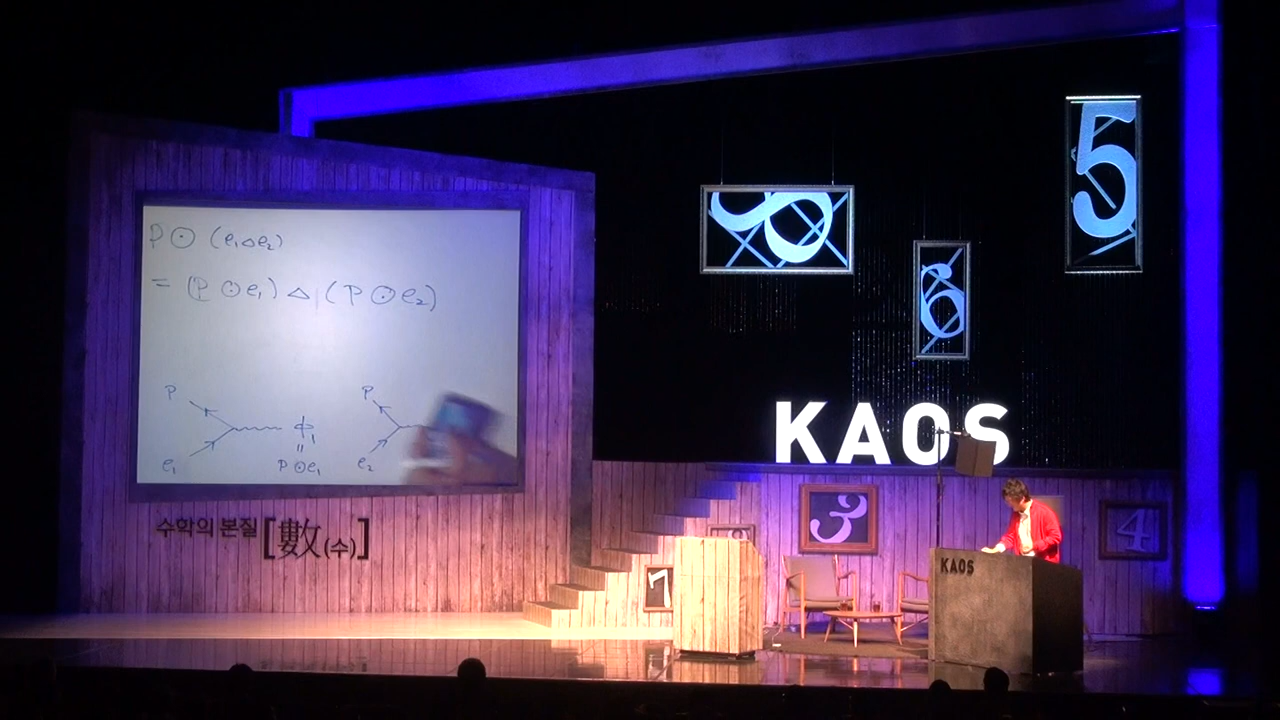 P ⊙ (e₁ △ e₂)
= (P ⊙ e₁) △ (P ⊙ e₂)
P
e₁
ϕ₁
=
P ⊙ e₁
P
e₂
수학의 본질 [數(수)]
8
6
5
KAOS
3
4
7
KAOS